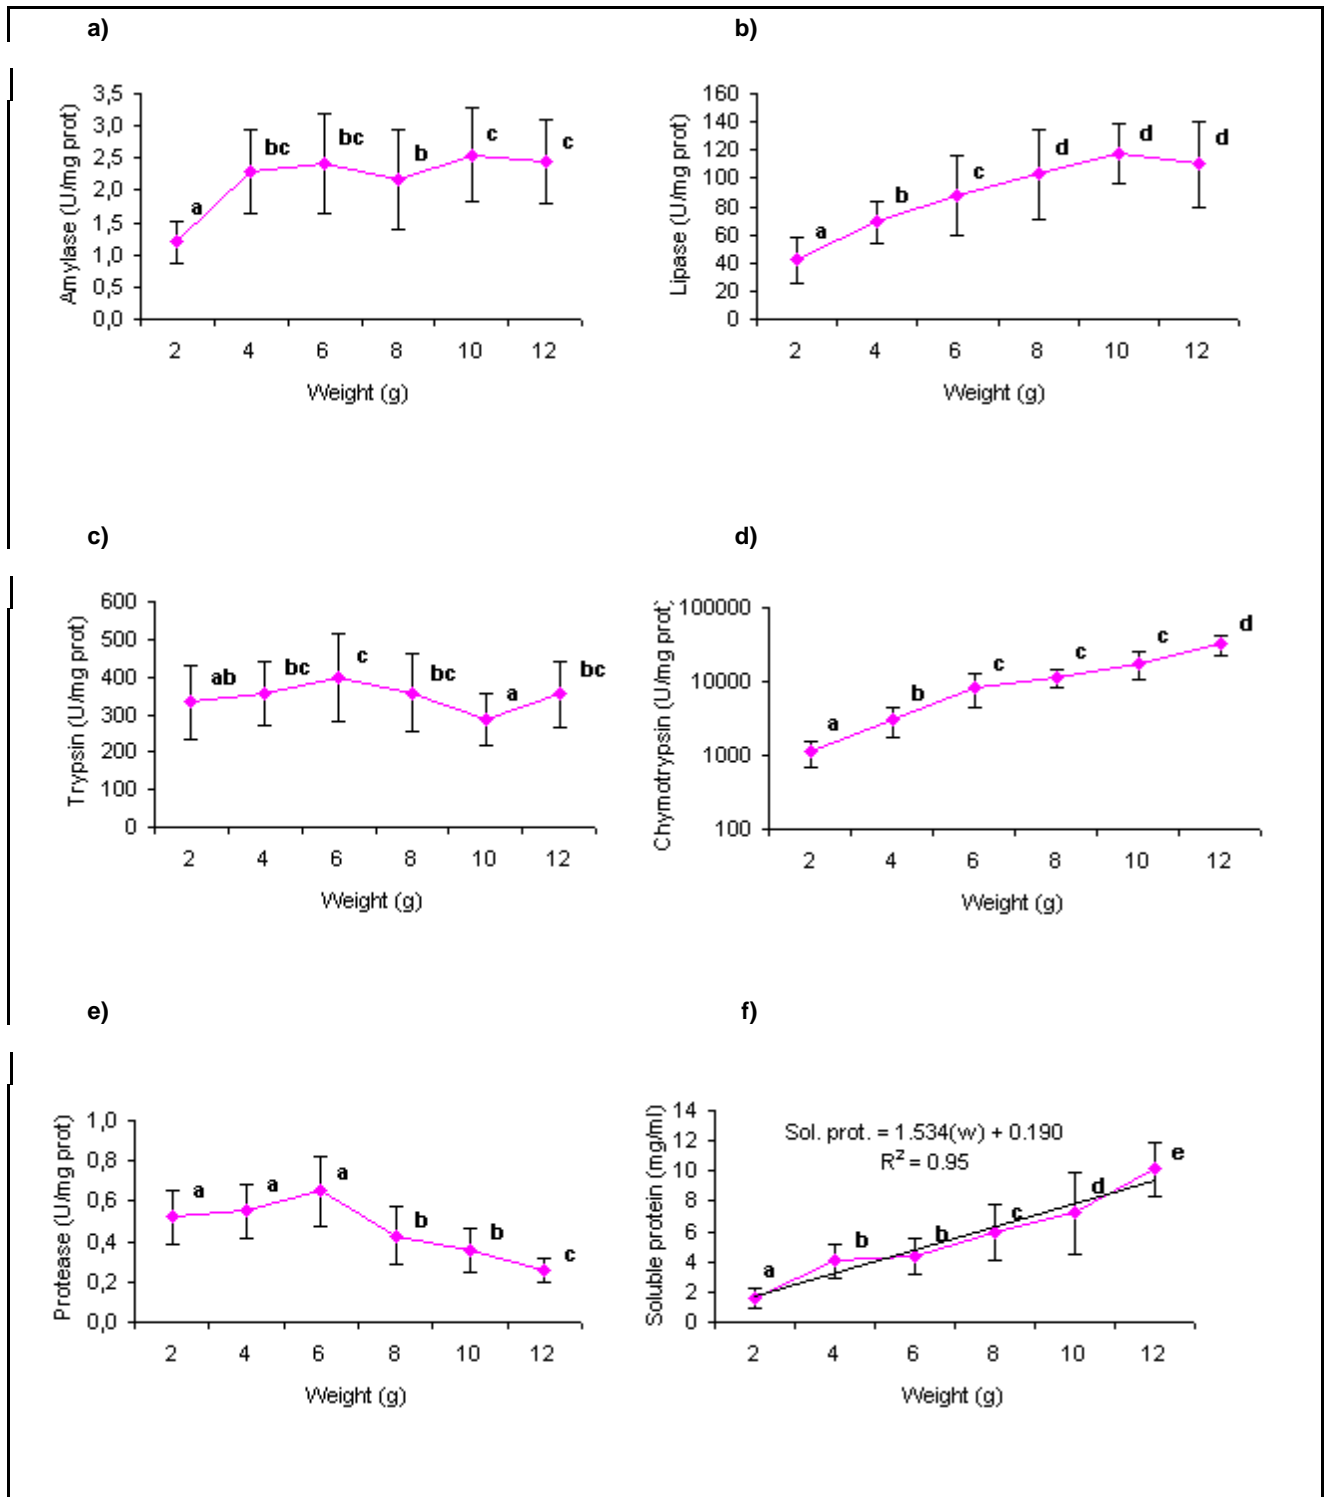 a)
Amylase (U/mg prot)
3,5
3,0
2,5
2,0
1,5
1,0
0,5
0,0
a
bc
bc
b
c
c
2 4 6 8 10 12
Weight (g)
b)
Lipase (U/mg prot)
160
140
120
100
80
60
40
20
0
a
b
c
d
d
d
2 4 6 8 10 12
Weight (g)
c)
Trypsin (U/mg prot)
600
500
400
300
200
100
0
ab
bc
c
bc
a
bc
2 4 6 8 10 12
Weight (g)
d)
Chymotrypsin (U/mg prot)
100000
10000
1000
100
a
b
c
c
c
d
2 4 6 8 10 12
Weight (g)
e)
Protease (U/mg prot)
1,0
0,8
0,6
0,4
0,2
0,0
a
a
a
b
b
c
2 4 6 8 10 12
Weight (g)
f)
Soluble protein (mg/ml)
14
12
10
8
6
4
2
0
Sol. prot. = 1.534(w) + 0.190
R² = 0.95
a
b
b
c
d
e
2 4 6 8 10 12
Weight (g)